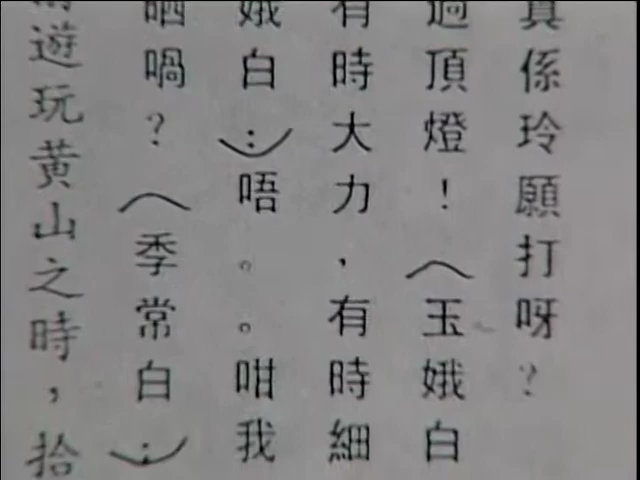 真係玲願打呀?
過頂燈!(玉娥白
有時大力,有時細
娥白:)唔。。咁我
晒喎?(季常白:)
遊玩黃山之時,拾